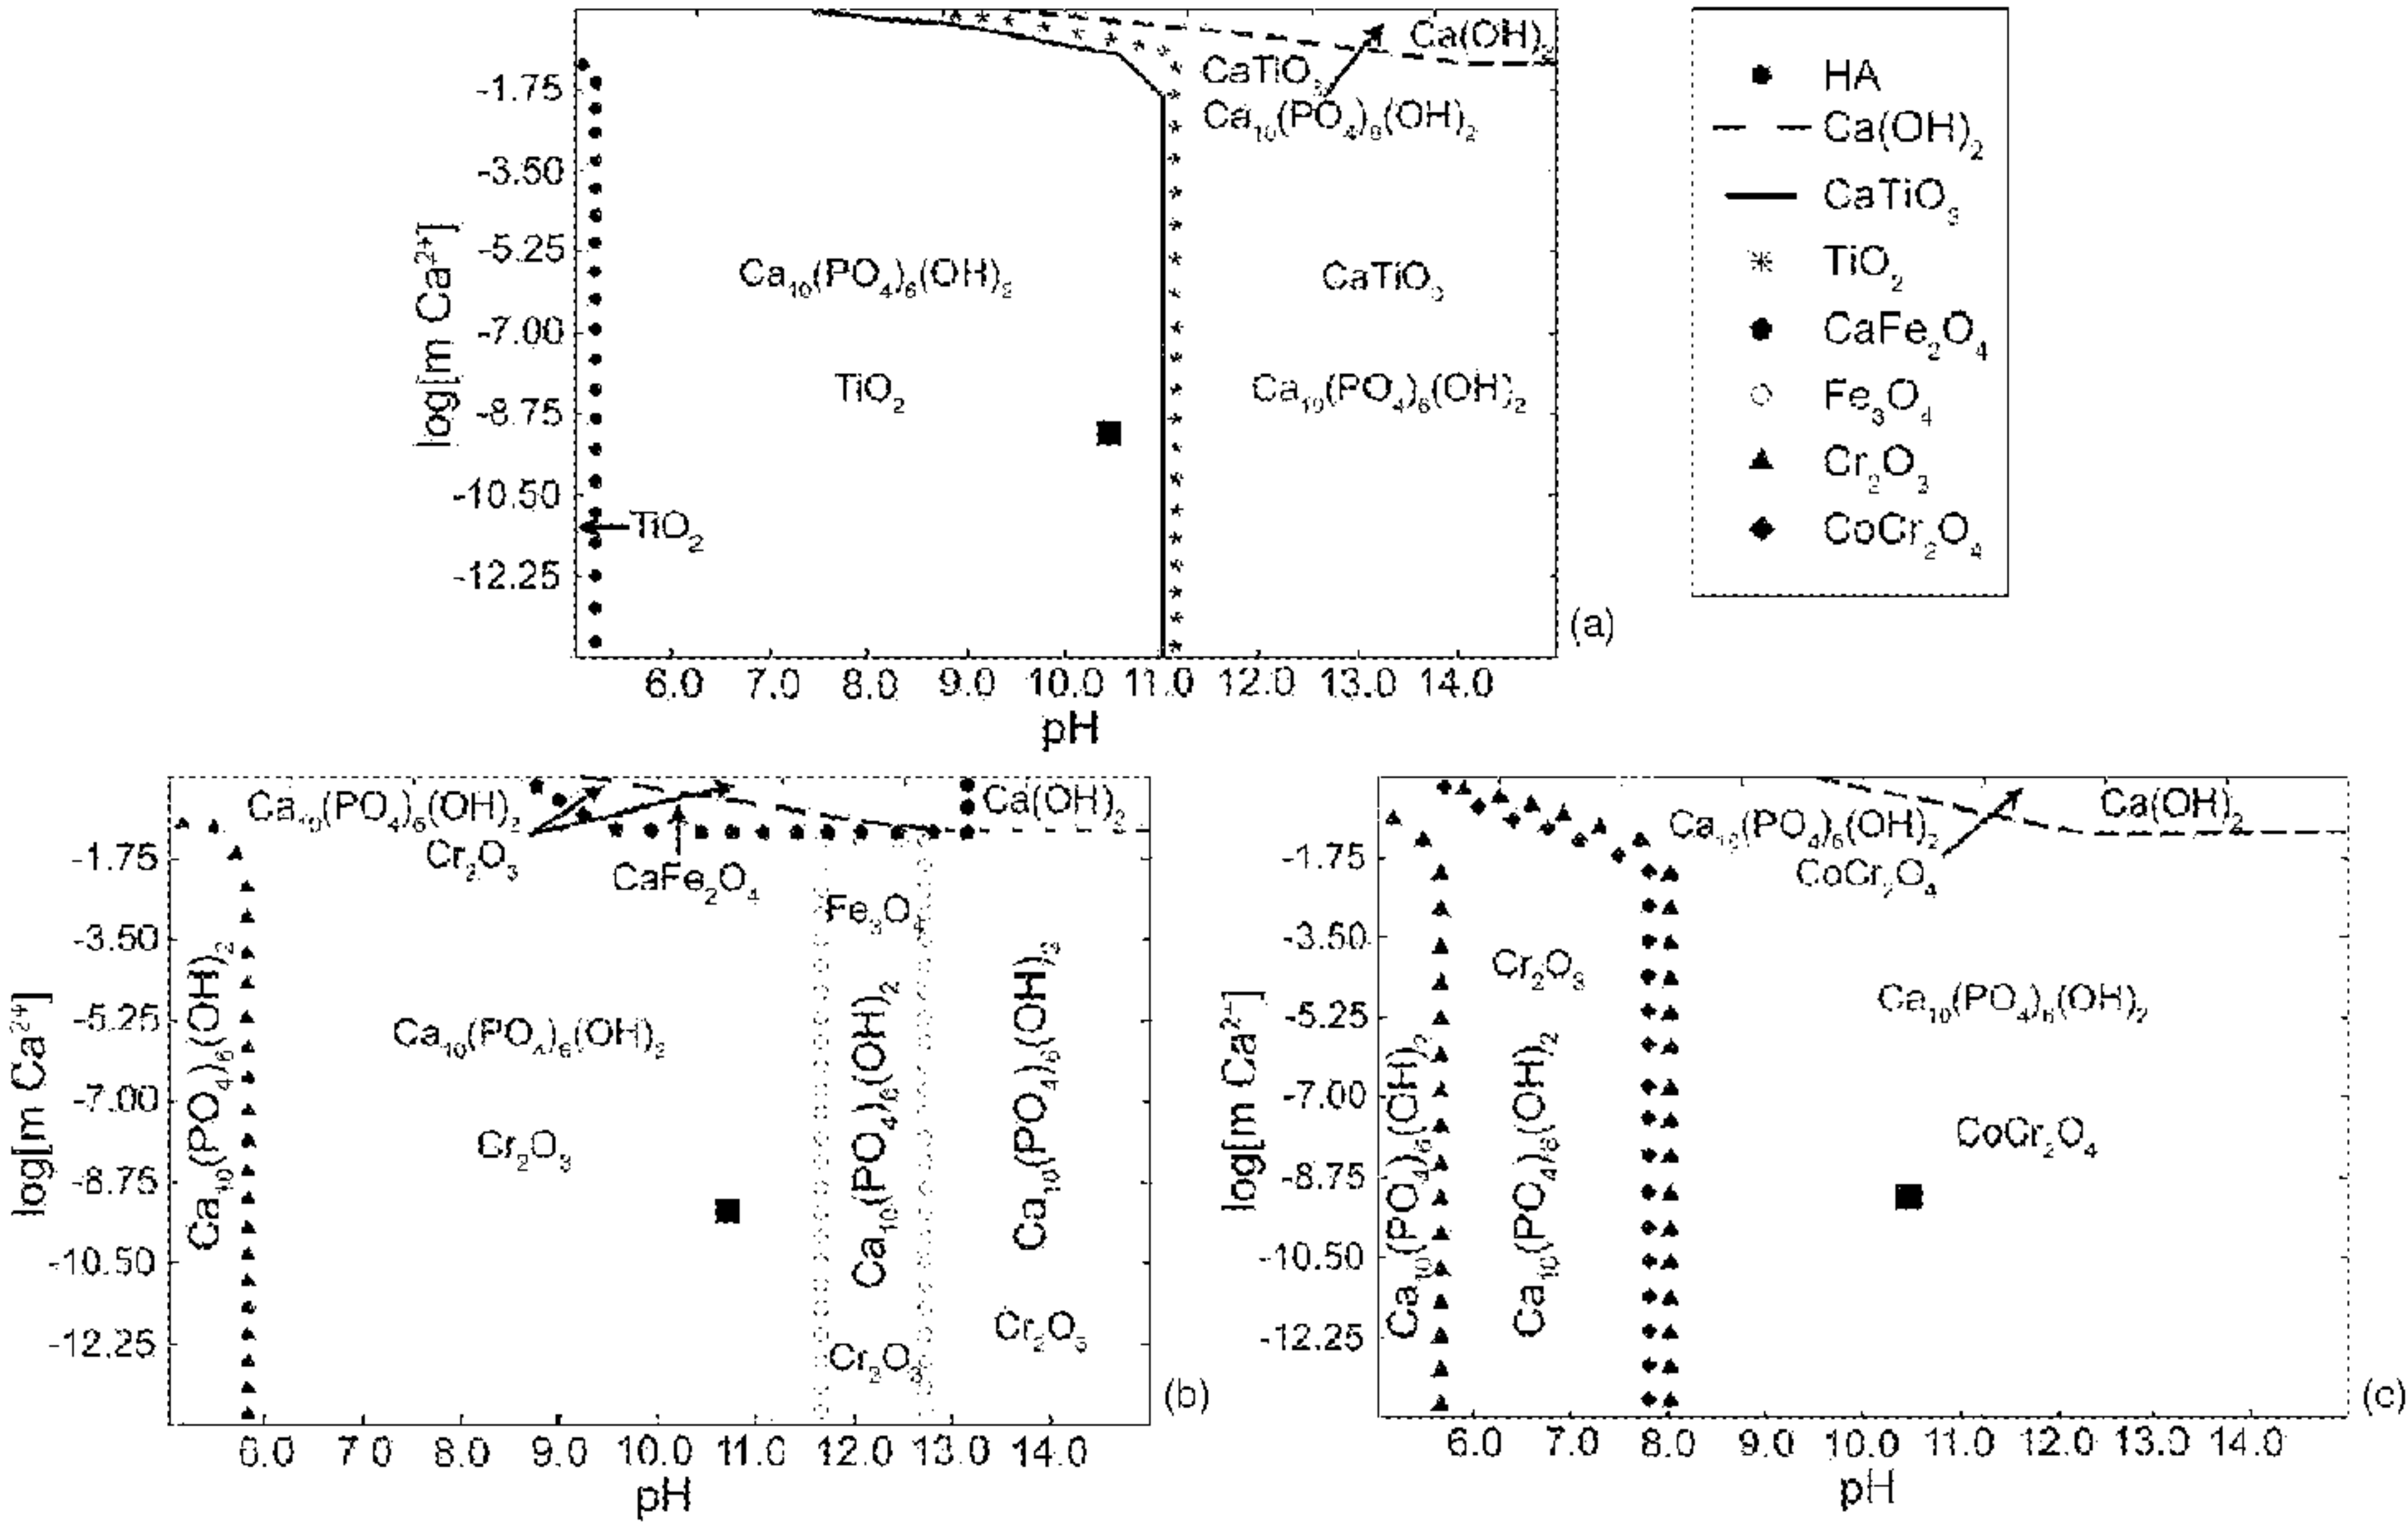 Ca(OH)₂
CaTiO₃
Ca₁₀(PO₄)₆(OH)₂
-1.75
-3.50
-5.25
-7.00
-8.75
-10.50
-12.25
log[m Ca²⁺]
Ca₁₀(PO₄)₆(OH)₂
TiO₂
TiO₂
CaTiO₃
Ca₁₀(PO₄)₆(OH)₂
(a)
6.0 7.0 8.0 9.0 10.0 11.0 12.0 13.0 14.0
pH
HA
Ca(OH)₂
CaTiO₃
TiO₂
CaFe₂O₄
Fe₃O₄
Cr₂O₃
CoCr₂O₄
Ca₁₀(PO₄)₆(OH)₂
Cr₂O₃
CaFe₂O₄
Ca(OH)₂
-1.75
-3.50
-5.25
-7.00
-8.75
-10.50
-12.25
log[m Ca²⁺]
Ca₁₀(PO₄)₆(OH)₂
Ca₁₀(PO₄)₆(OH)₂
Cr₂O₃
Fe₃O₄
Ca₁₀(PO₄)₆(OH)₂
Cr₂O₃
Ca₁₀(PO₄)₆(OH)₂
Cr₂O₃
(b)
6.0 7.0 8.0 9.0 10.0 11.0 12.0 13.0 14.0
pH
Ca₁₀(PO₄)₆(OH)₂
CoCr₂O₄
Ca(OH)₂
-1.75
-3.50
-5.25
-7.00
-8.75
-10.50
-12.25
log[m Ca²⁺]
Ca₁₀(PO₄)₆(OH)₂
Cr₂O₃
Ca₁₀(PO₄)₆(OH)₂
Ca₁₀(PO₄)₆(OH)₂
CoCr₂O₄
(c)
6.0 7.0 8.0 9.0 10.0 11.0 12.0 13.0 14.0
pH